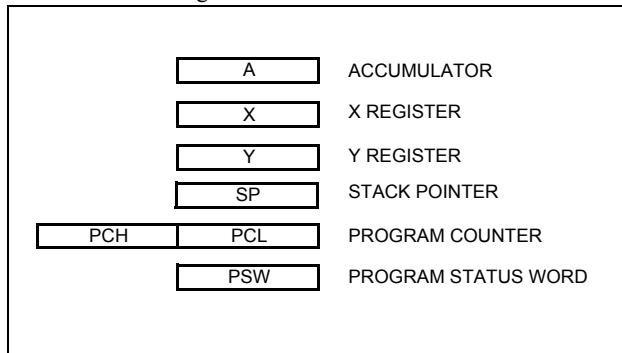 A ACCUMULATOR
X X REGISTER
Y Y REGISTER
SP STACK POINTER
PCH PCL PROGRAM COUNTER
PSW PROGRAM STATUS WORD